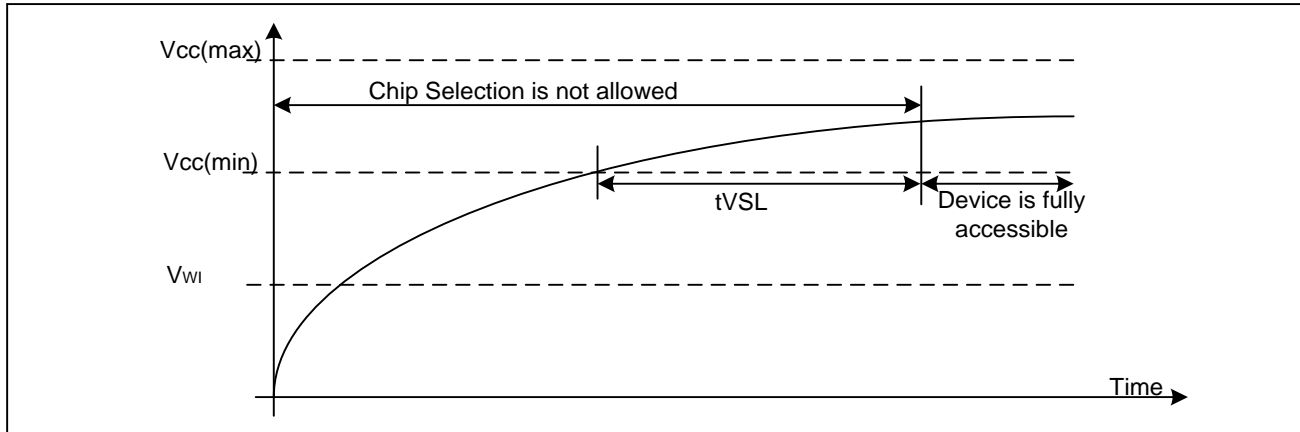 Vcc(max)
Chip Selection is not allowed
Vcc(min)
tVSL
Device is fully
accessible
VWI
Time